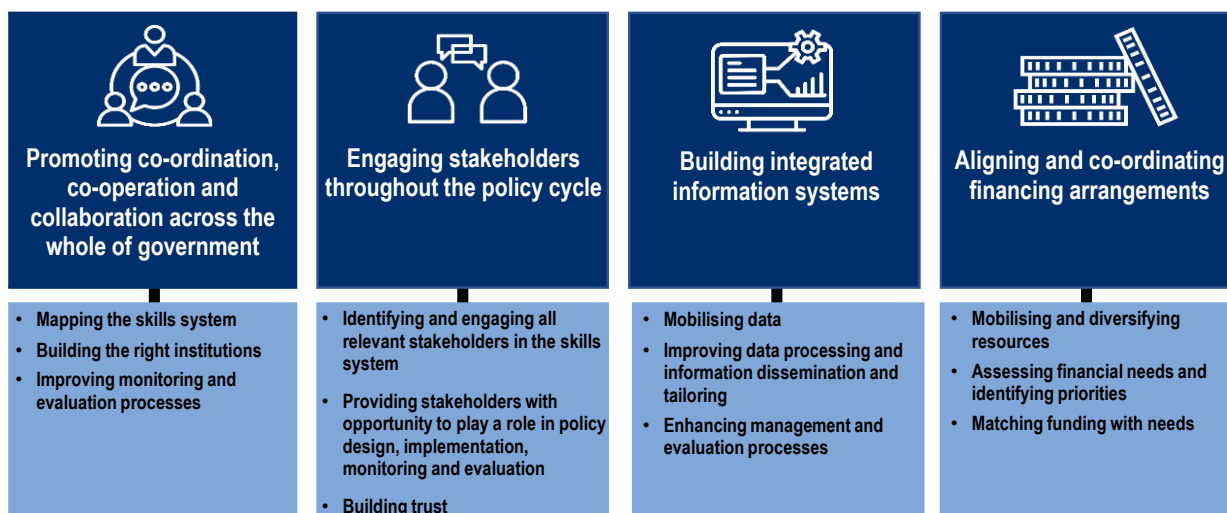 Promoting co-ordination,
co-operation and
collaboration across the
whole of government
• Mapping the skills system
• Building the right institutions
• Improving monitoring and
evaluation processes
Engaging stakeholders
throughout the policy cycle
• Identifying and engaging all
relevant stakeholders in the skills
system
• Providing stakeholders with
opportunity to play a role in policy
design, implementation,
monitoring and evaluation
• Building trust
Building integrated
information systems
• Mobilising data
• Improving data processing and
information dissemination and
tailoring
• Enhancing management and
evaluation processes
Aligning and co-ordinating
financing arrangements
• Mobilising and diversifying
resources
• Assessing financial needs and
identifying priorities
• Matching funding with needs